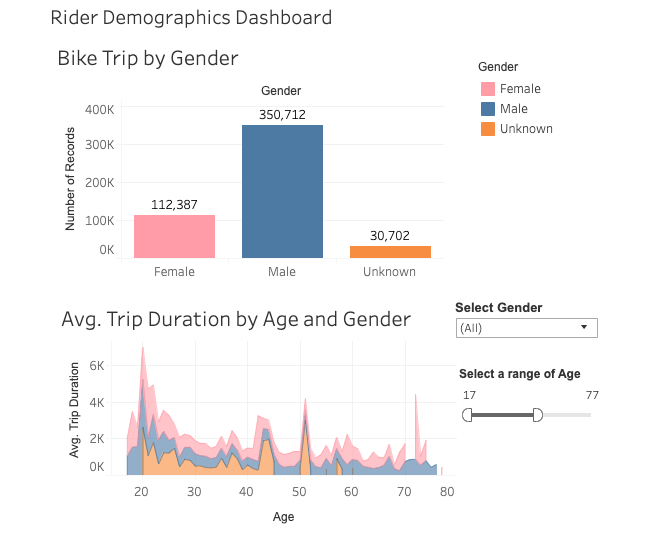 Rider Demographics Dashboard
Bike Trip by Gender
Gender
Female
Male
Unknown
Gender
400K
300K
200K
100K
0K
Number of Records
112,387
350,712
30,702
Female
Male
Unknown
Select Gender
(All)
Select a range of Age
17
77
Avg. Trip Duration by Age and Gender
6K
4K
2K
0K
Avg. Trip Duration
20
30
40
50
60
70
80
Age